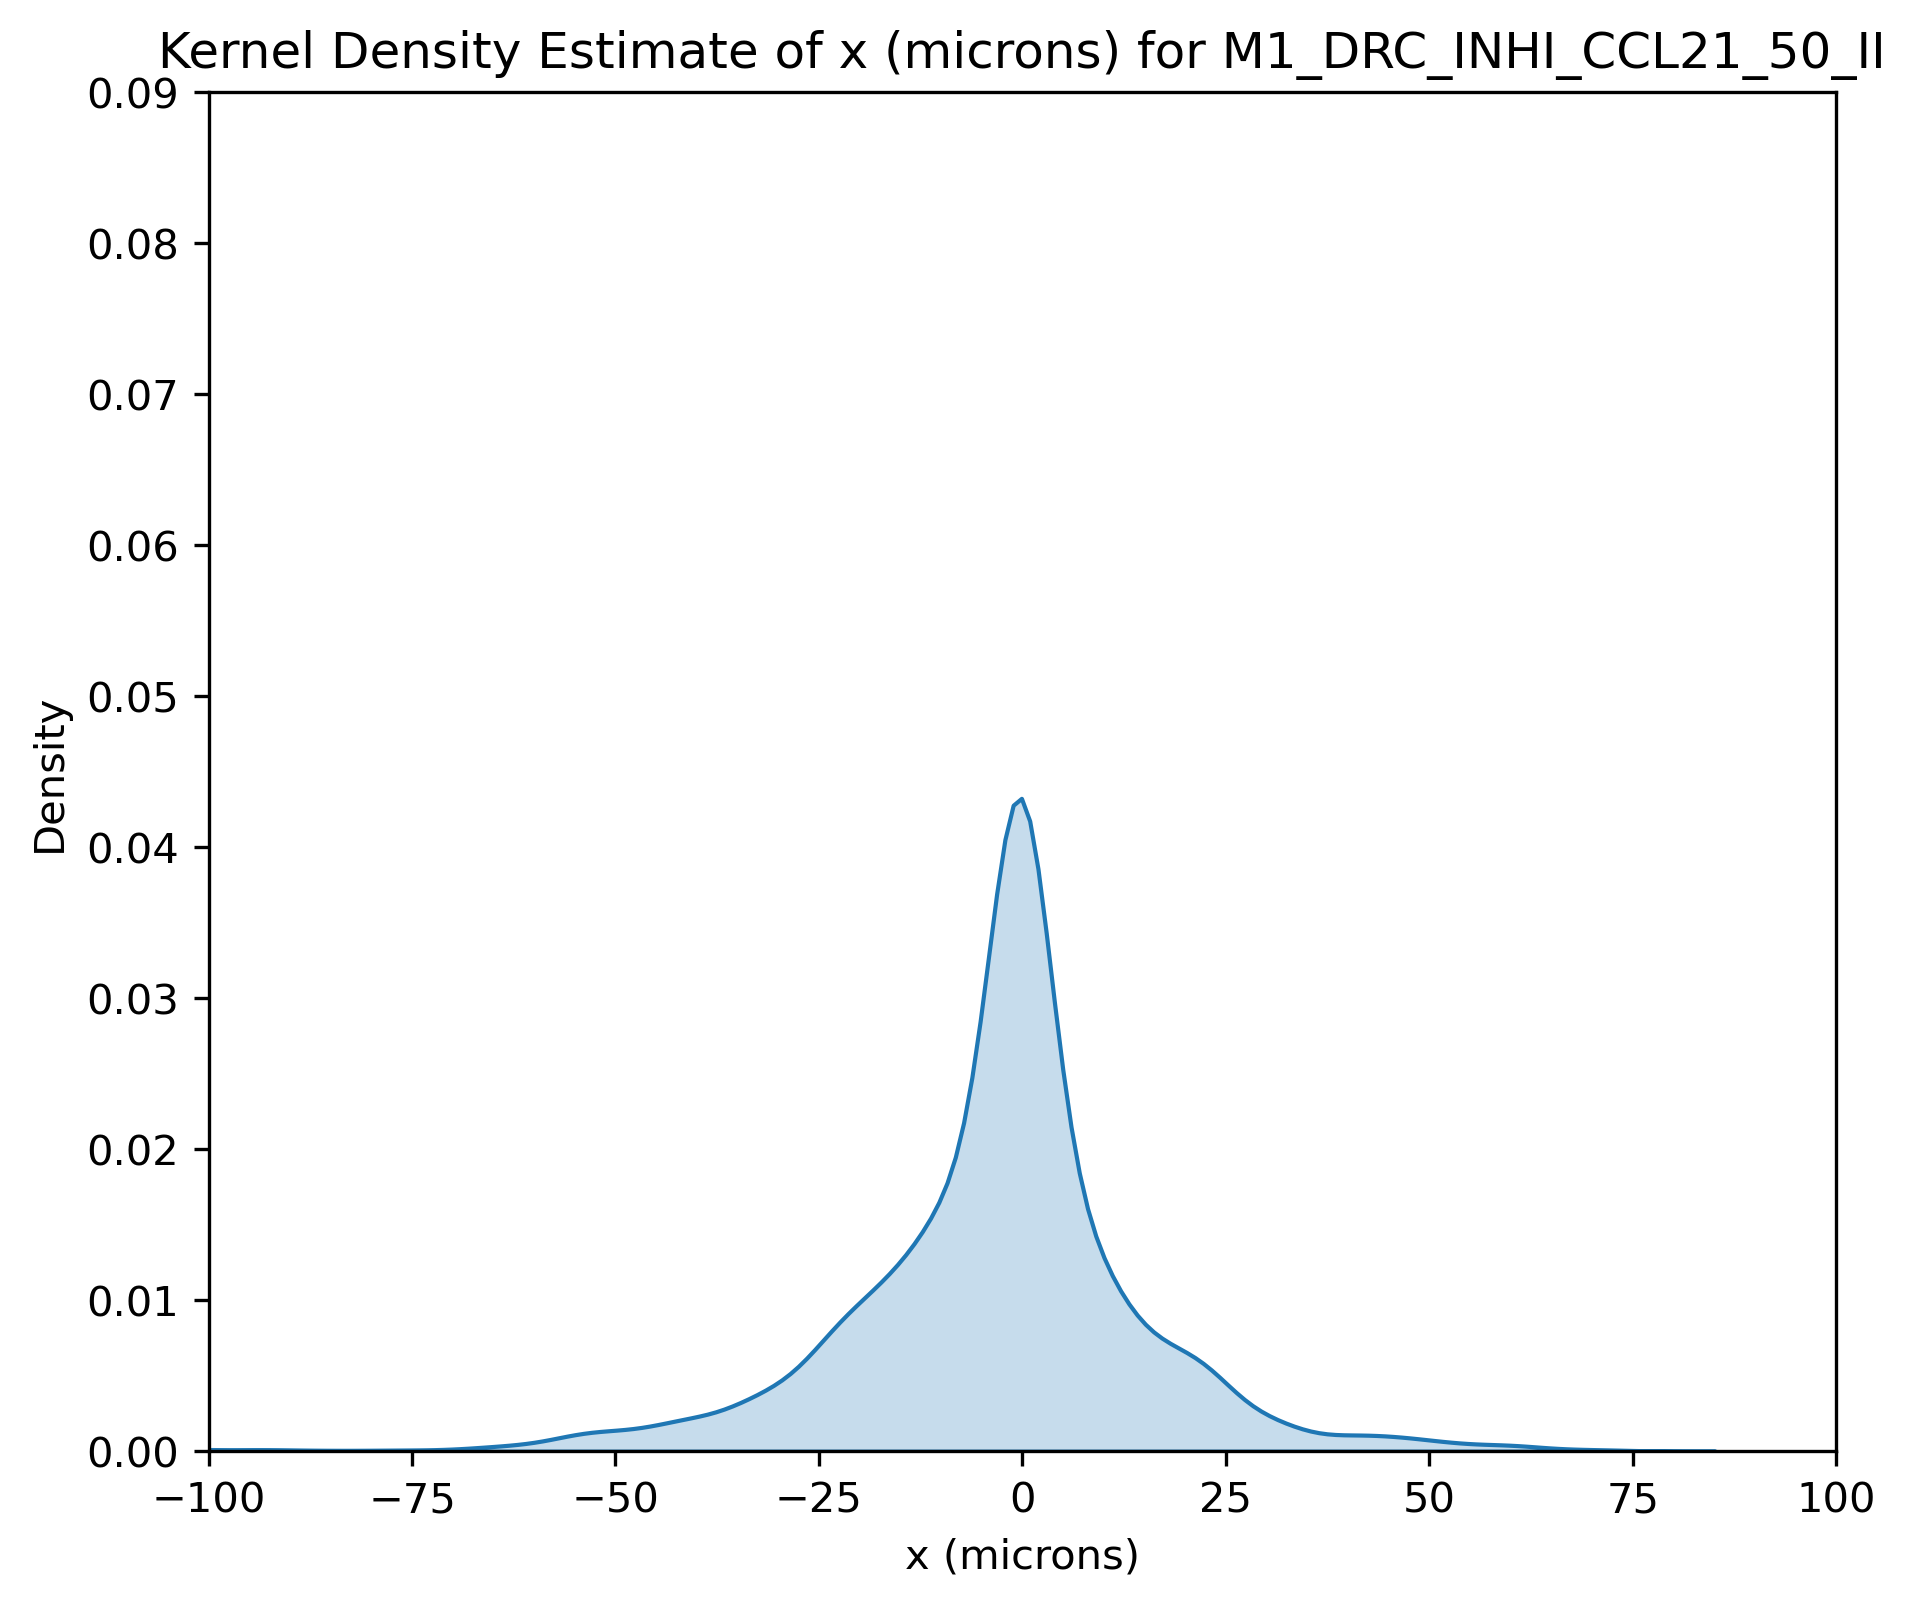 Kernel Density Estimate of x (microns) for M1_DRC_INHI_CCL21_50_II
0.09
0.08
0.07
0.06
0.05
0.04
0.03
0.02
0.01
0.00
Density
−100 −75 −50 −25 0 25 50 75 100
x (microns)